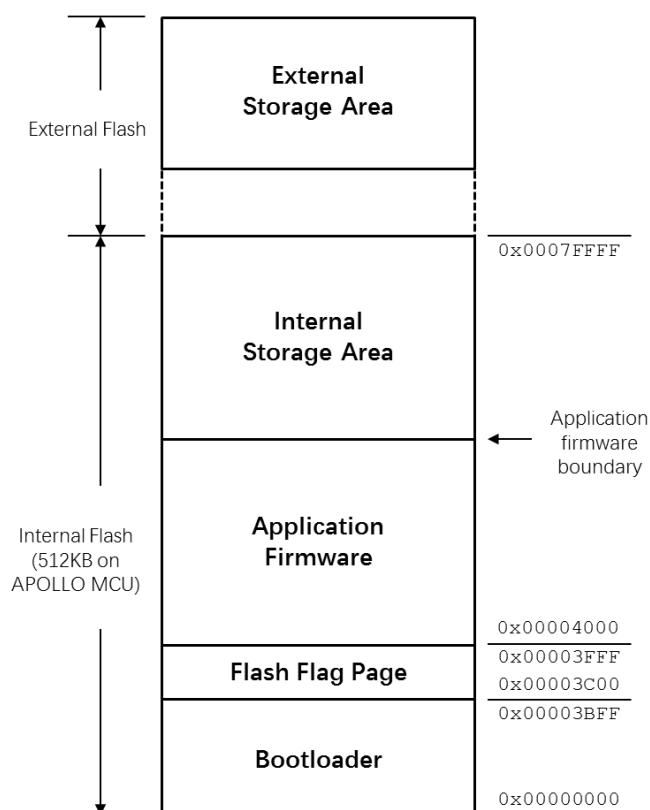 External
Storage Area
External Flash
0x0007FFFF
Internal
Storage Area
Application
firmware
boundary
Application
Firmware
Internal Flash
(512KB on
APOLLO MCU)
0x00004000
0x00003FFF
Flash Flag Page
0x00003C00
0x00003BFF
Bootloader
0x00000000